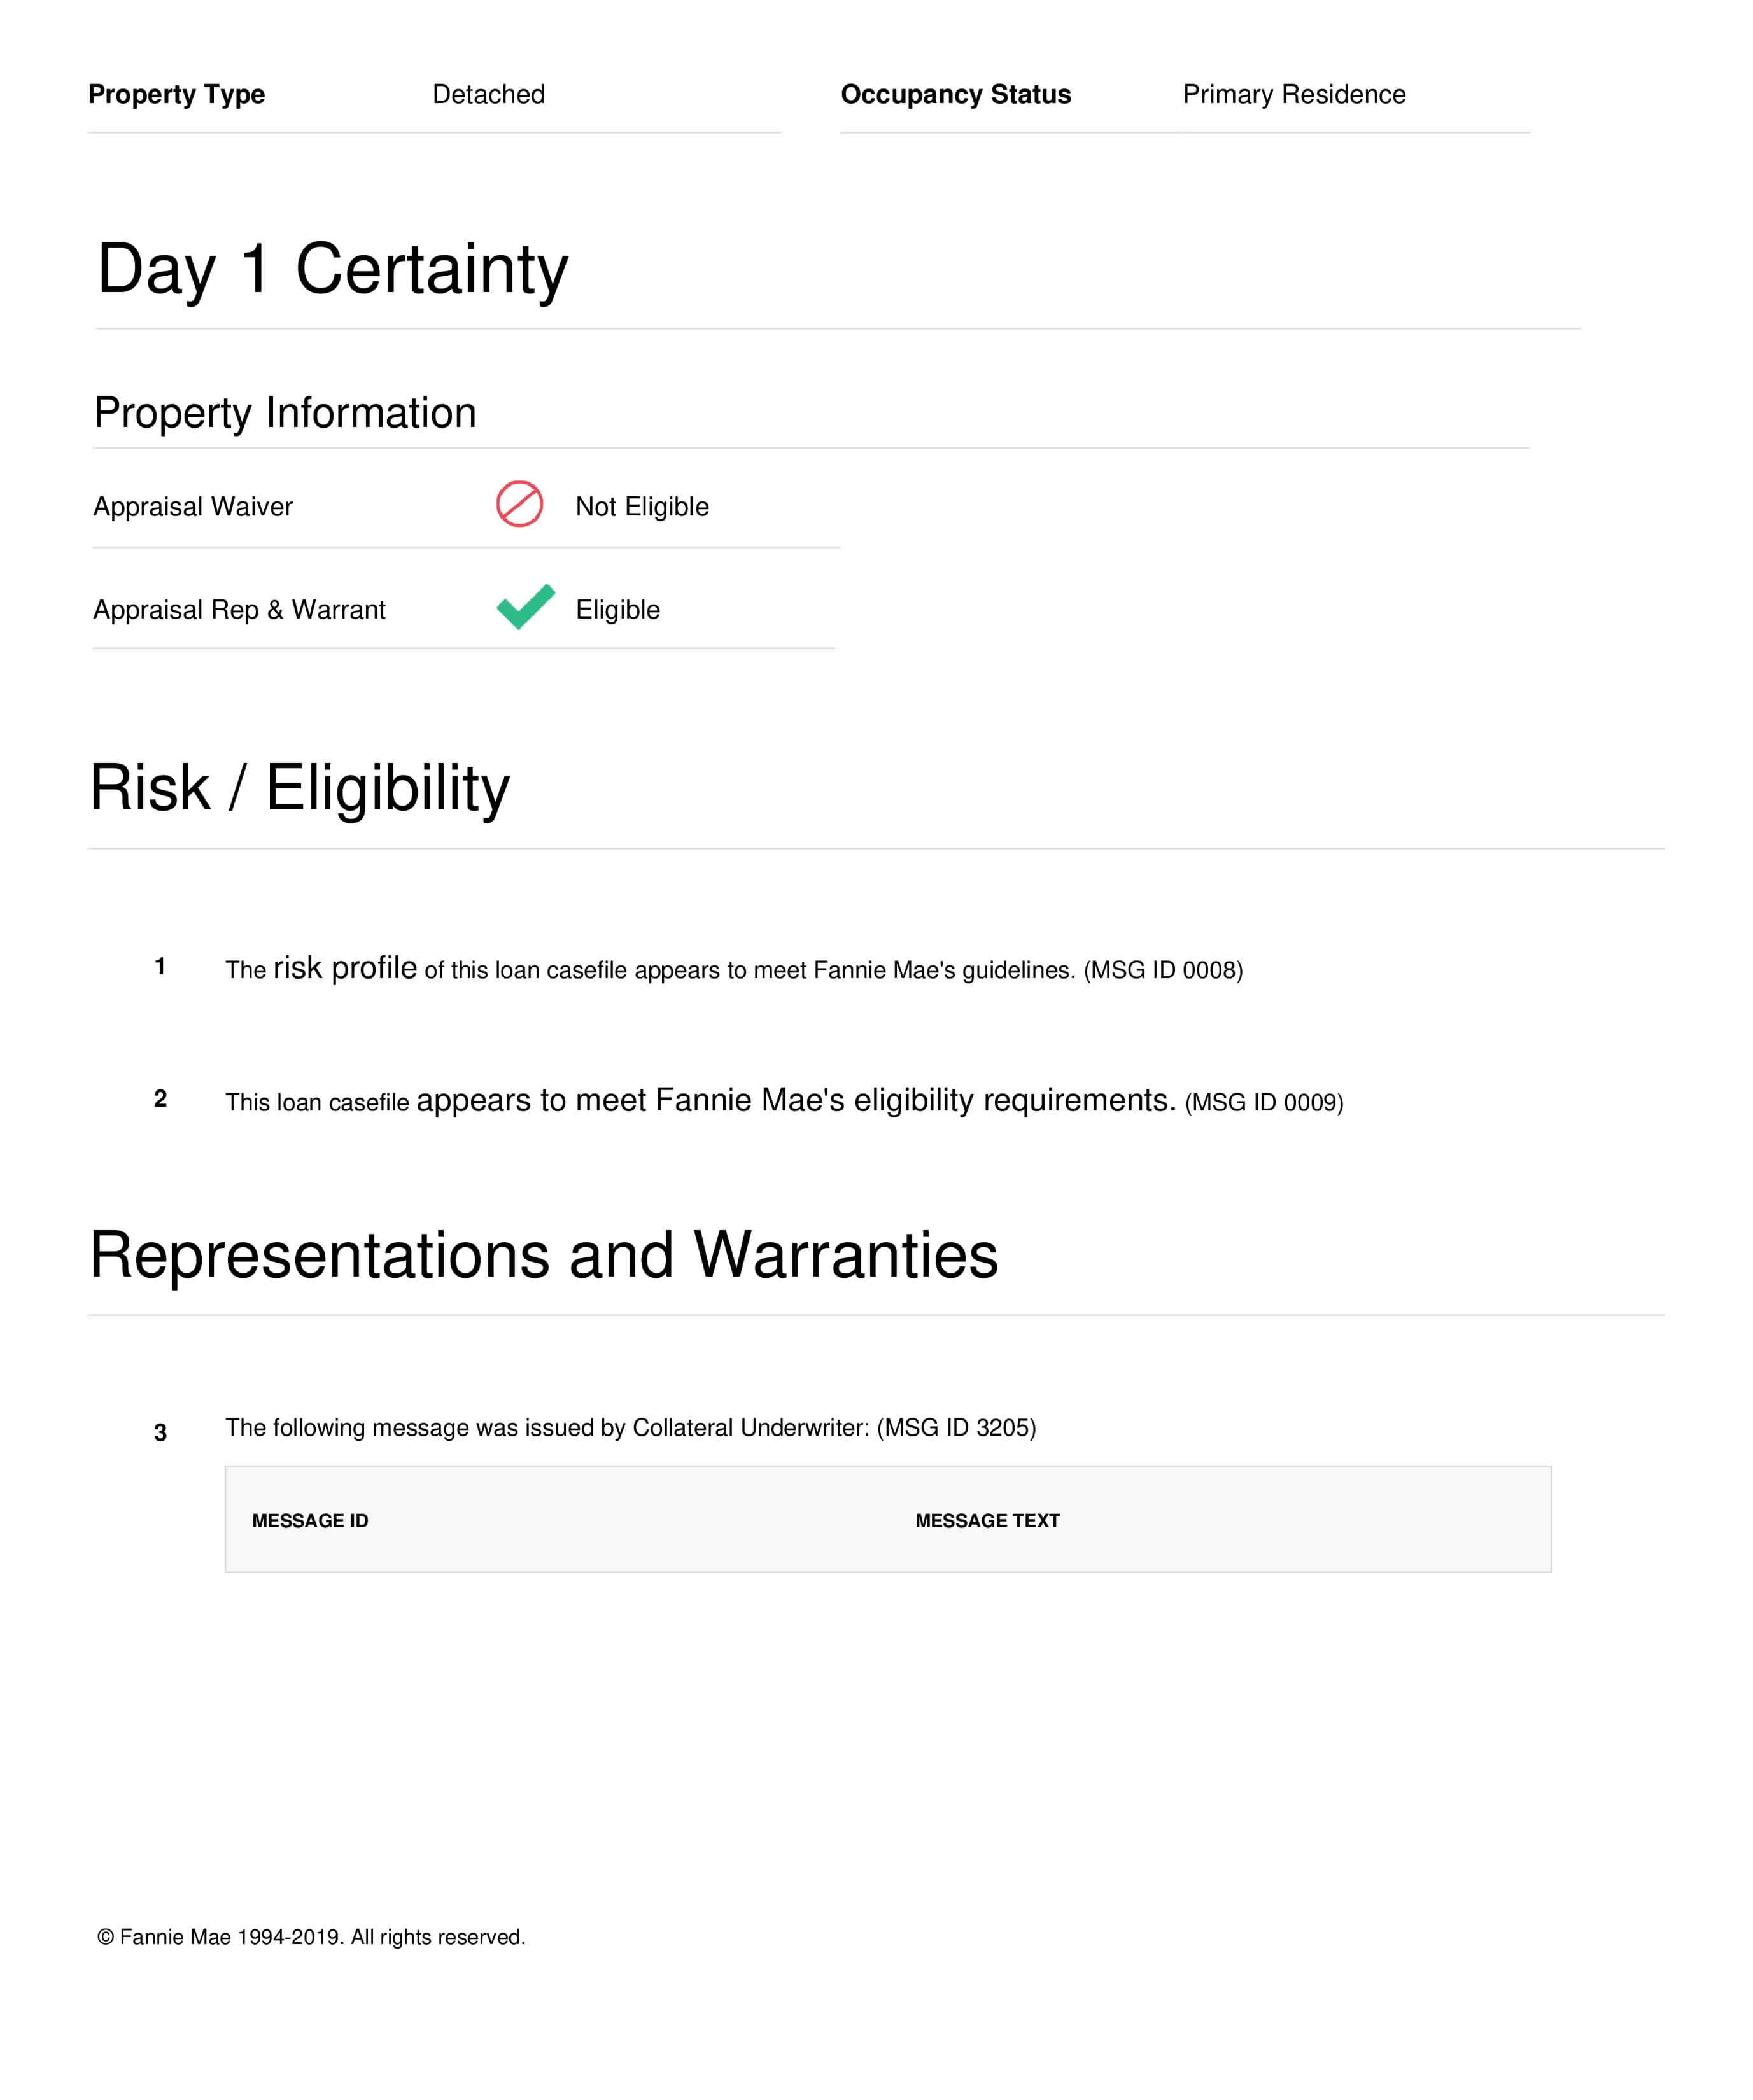 Property Type Detached Occupancy Status Primary Residence
Day 1 Certainty
Property Information
Appraisal Waiver Not Eligible
Appraisal Rep & Warrant Eligible
Risk / Eligibility
1 The risk profile of this loan casefile appears to meet Fannie Mae's guidelines. (MSG ID 0008)
2 This loan casefile appears to meet Fannie Mae's eligibility requirements. (MSG ID 0009)
Representations and Warranties
3 The following message was issued by Collateral Underwriter: (MSG ID 3205)
MESSAGE ID MESSAGE TEXT
© Fannie Mae 1994-2019. All rights reserved.